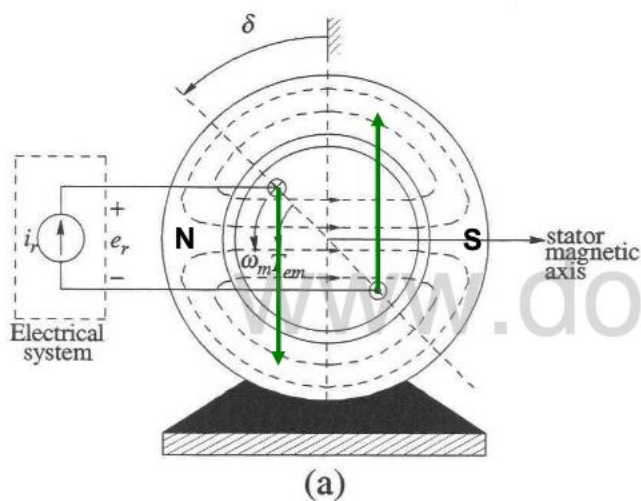 δ
N
S
+
i_r
e_r
−
ω_m
T_em
stator
magnetic
axis
Electrical
system
www.do
(a)